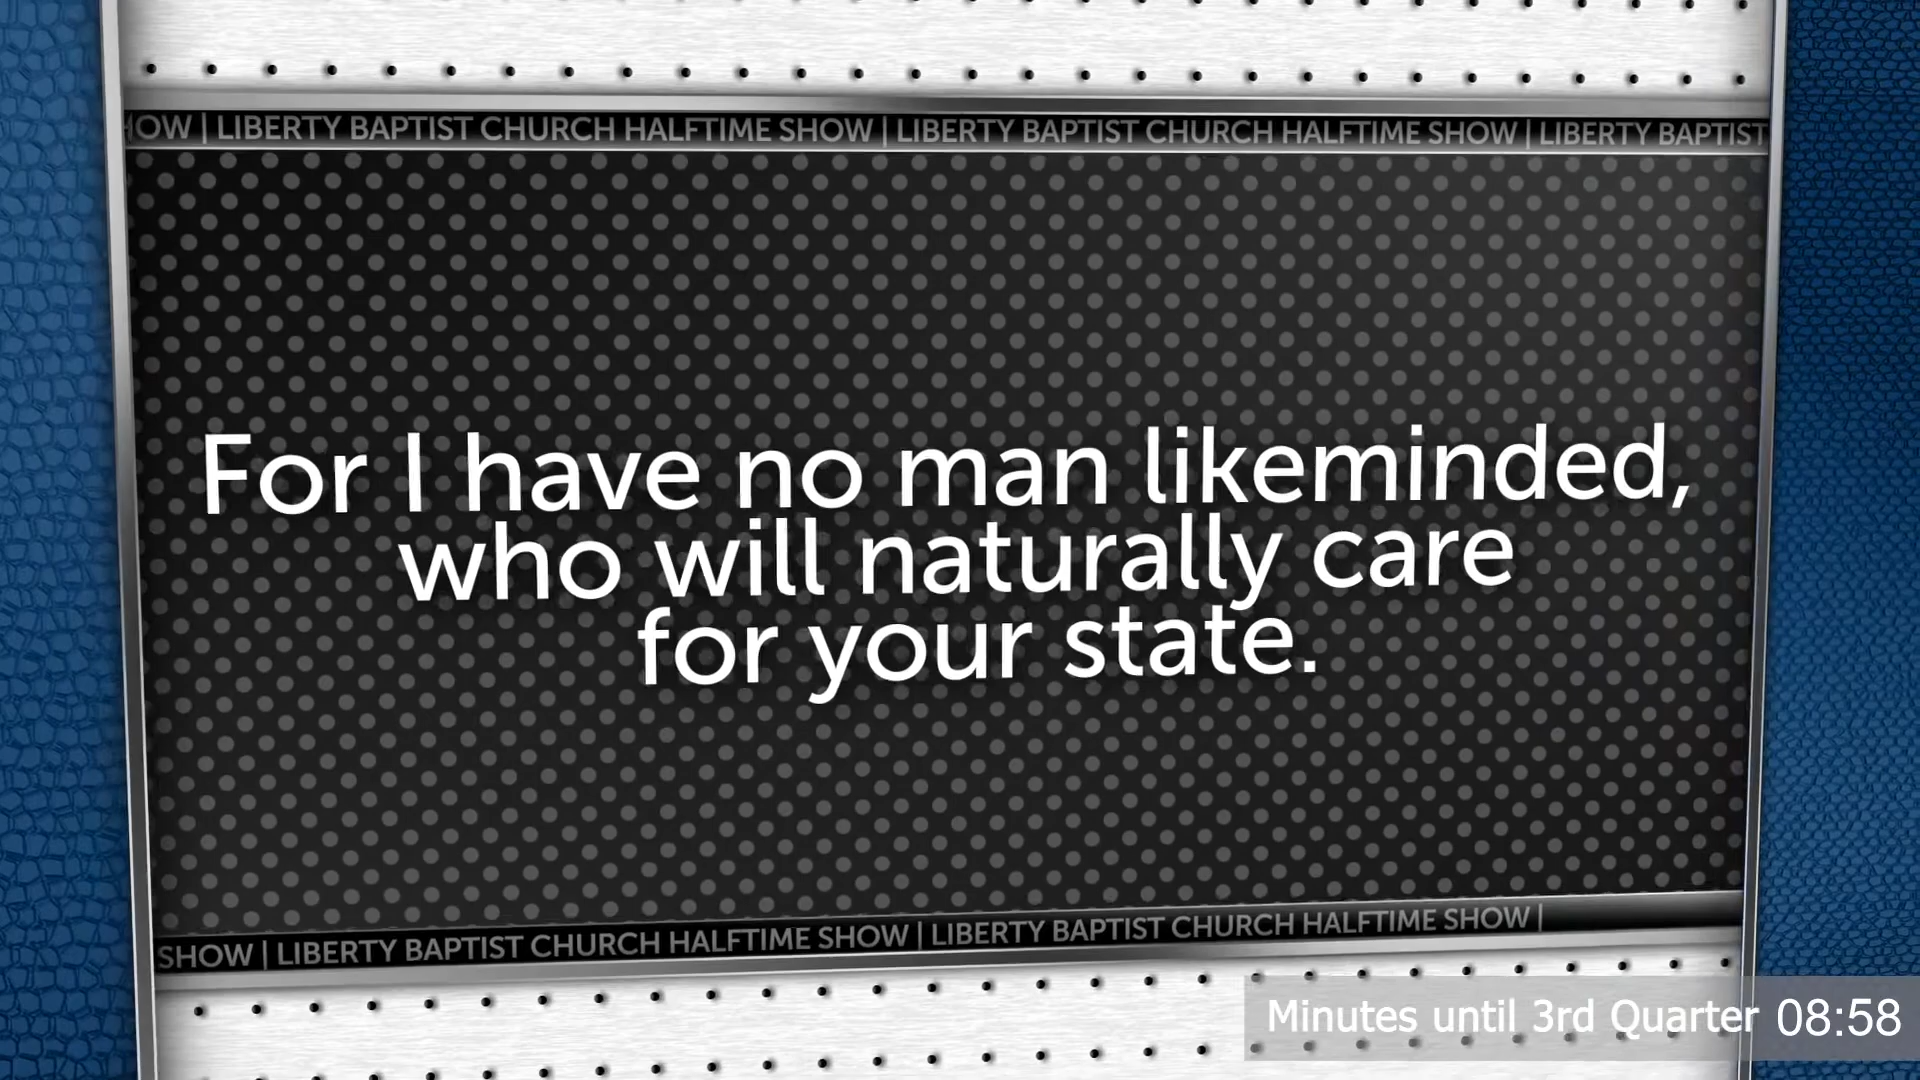 HOW | LIBERTY BAPTIST CHURCH HALFTIME SHOW | LIBERTY BAPTIST CHURCH HALFTIME SHOW | LIBERTY BAPTIST
For I have no man likeminded,
who will naturally care
for your state.
SHOW | LIBERTY BAPTIST CHURCH HALFTIME SHOW | LIBERTY BAPTIST CHURCH HALFTIME SHOW |
Minutes until 3rd Quarter 08:58